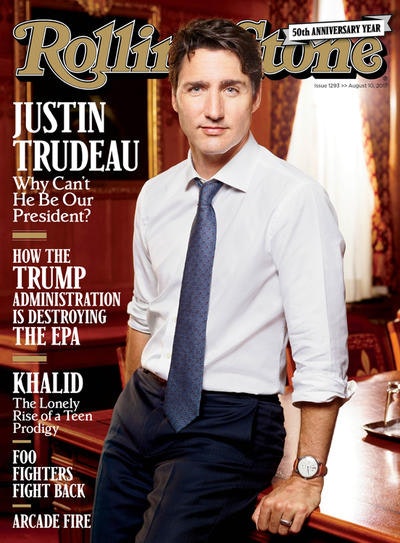 Rolling Stone
50th ANNIVERSARY YEAR
Issue 1293 >> August 10, 2017
JUSTIN
TRUDEAU
Why Can't
He Be Our
President?
HOW THE
TRUMP
ADMINISTRATION
IS DESTROYING
THE EPA
KHALID
The Lonely
Rise of a Teen
Prodigy
FOO
FIGHTERS
FIGHT BACK
ARCADE FIRE